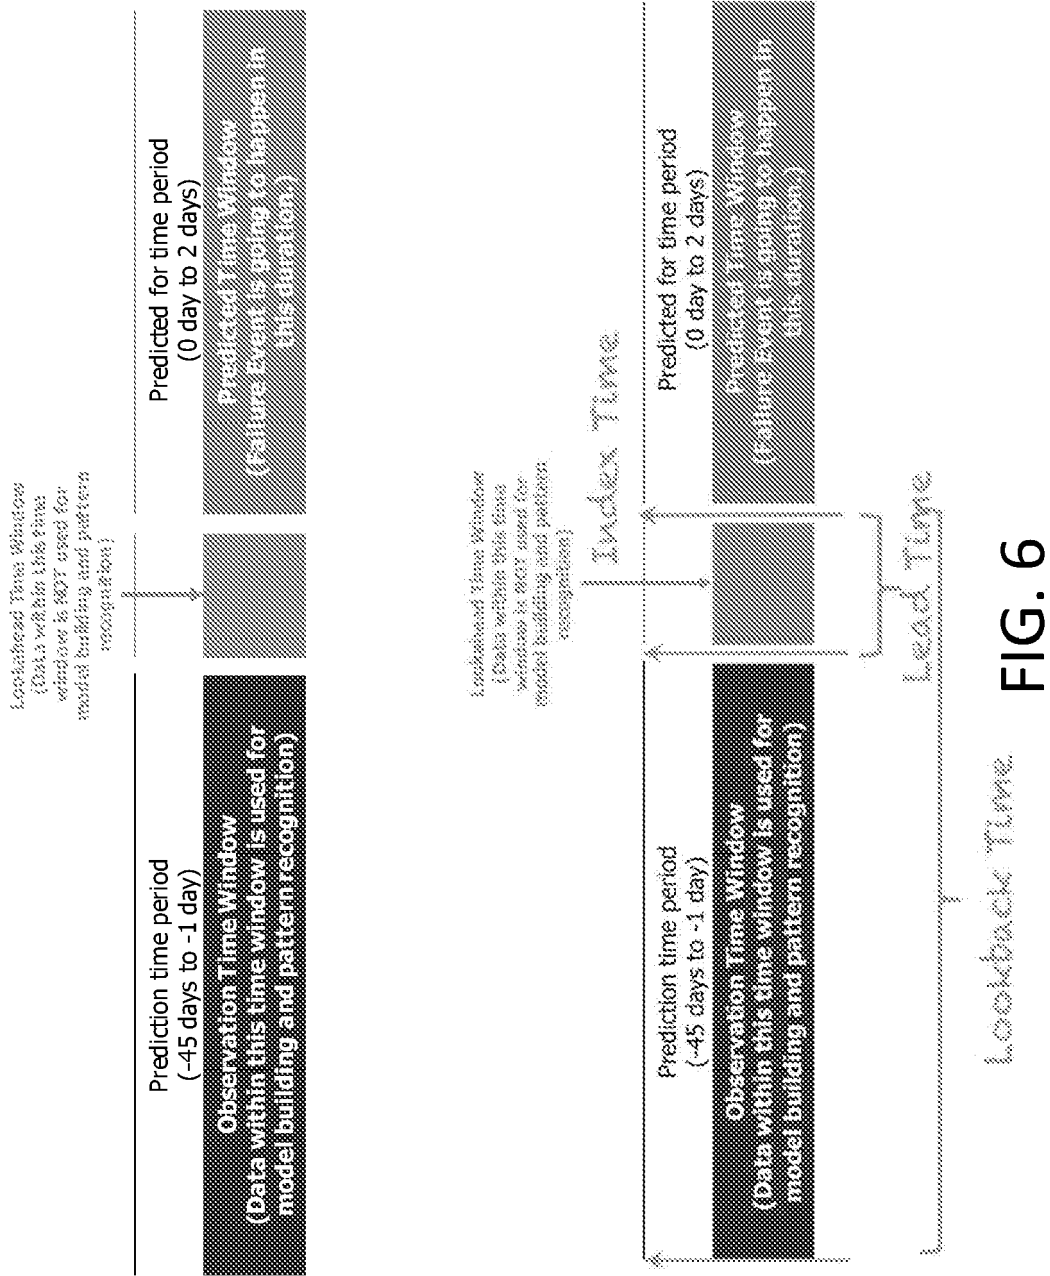 Lookahead Time Window
(Data within this time
window is NOT used for
model building and pattern
recognition)
Prediction time period
(-45 days to -1 day)
Predicted for time period
(0 day to 2 days)
Observation Time Window
(Data within this time window is used for
model building and pattern recognition)
Predicted Time Window
(Failure Event is going to happen in
this duration.)
Lookahead Time Window
(Data within this time
window is NOT used for
model building and pattern
recognition)
Index Time
Prediction time period
(-45 days to -1 day)
Predicted for time period
(0 day to 2 days)
Observation Time Window
(Data within this time window is used for
model building and pattern recognition)
Predicted Time Window
(Failure Event is going to happen in
this duration.)
Lead Time
Lookback Time
FIG. 6